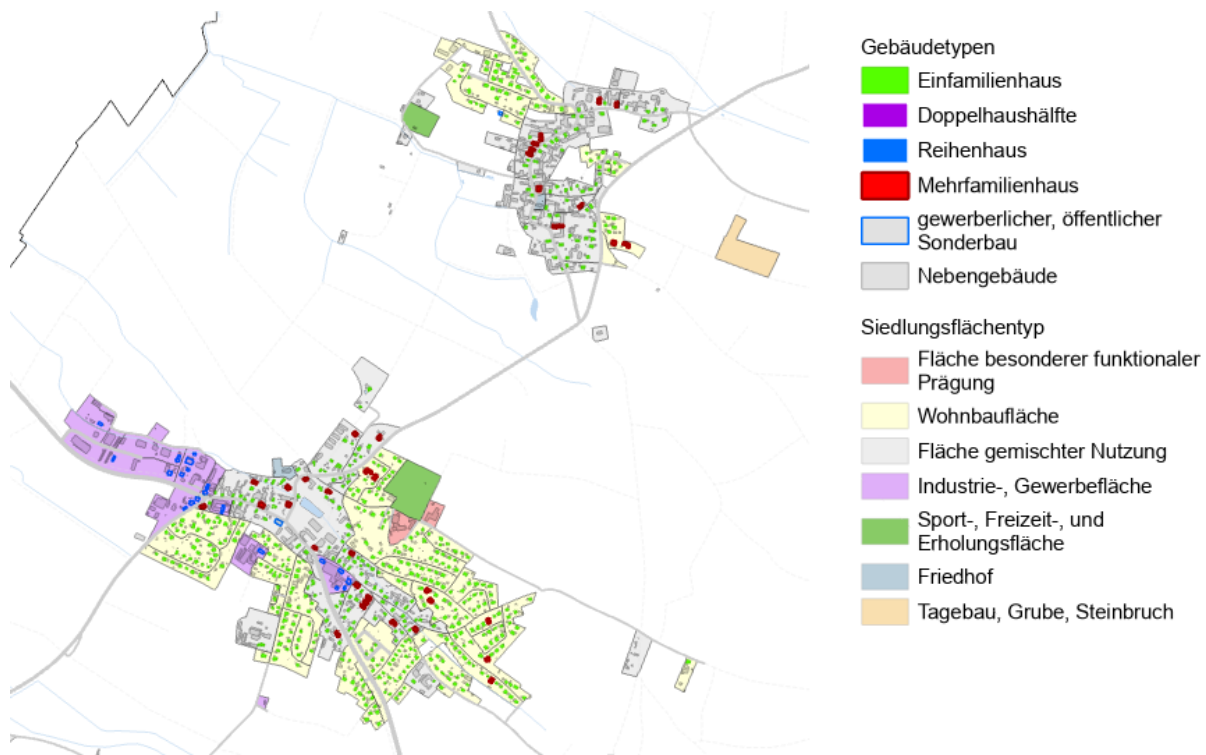 Gebäudetypen
Einfamilienhaus
Doppelhaushälfte
Reihenhaus
Mehrfamilienhaus
gewerberlicher, öffentlicher
Sonderbau
Nebengebäude
Siedlungsflächentyp
Fläche besonderer funktionaler
Prägung
Wohnbaufläche
Fläche gemischter Nutzung
Industrie-, Gewerbefläche
Sport-, Freizeit-, und
Erholungsfläche
Friedhof
Tagebau, Grube, Steinbruch